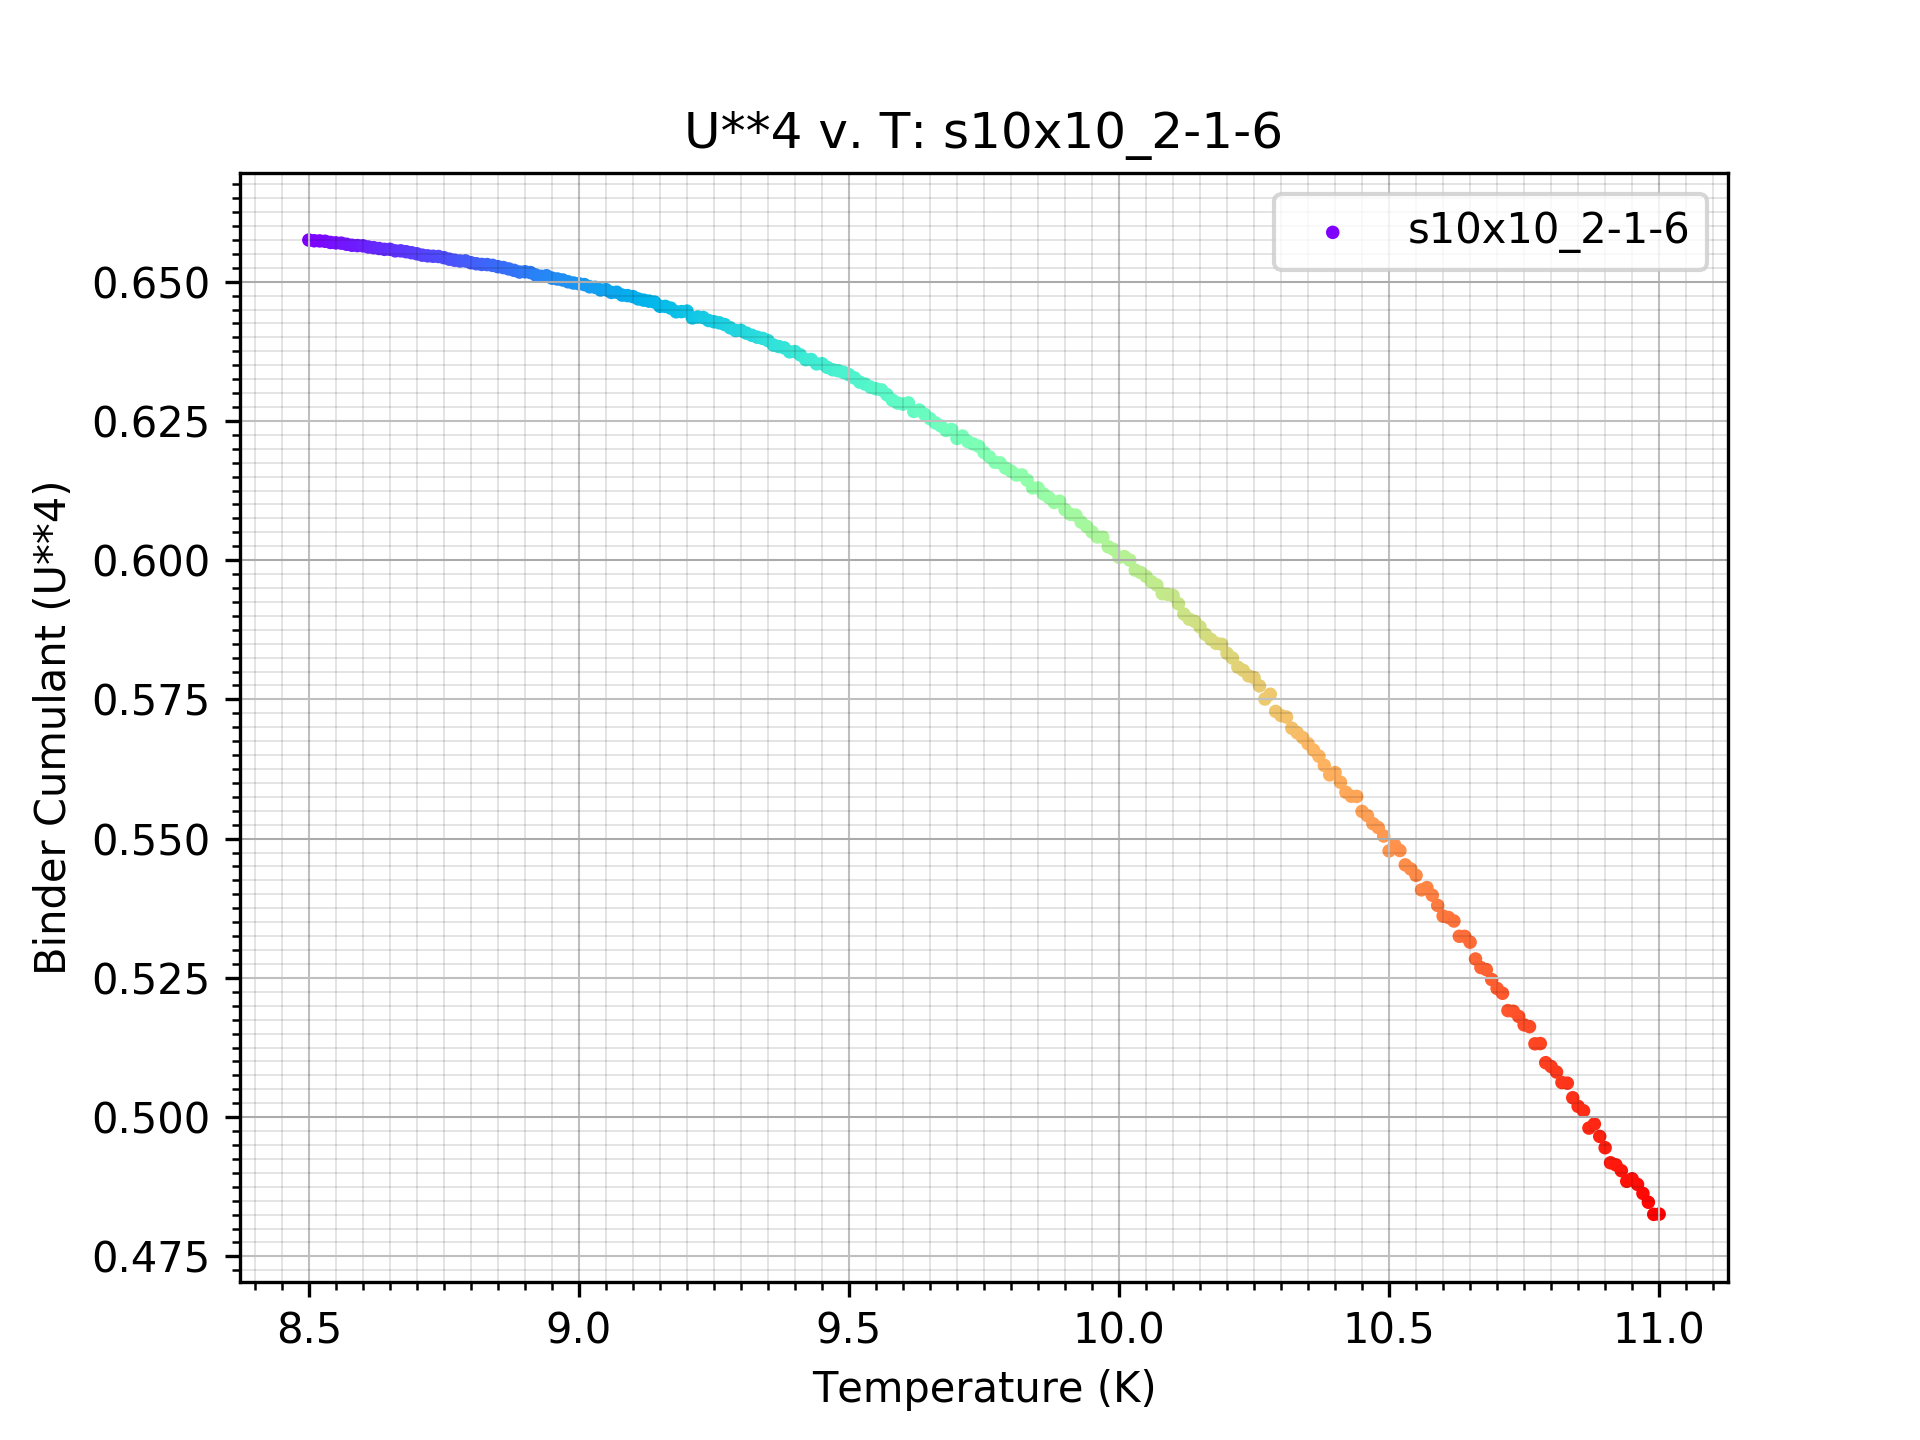 U**4 v. T: s10x10_2-1-6
s10x10_2-1-6
Binder Cumulant (U**4)
0.650
0.625
0.600
0.575
0.550
0.525
0.500
0.475
8.5 9.0 9.5 10.0 10.5 11.0
Temperature (K)